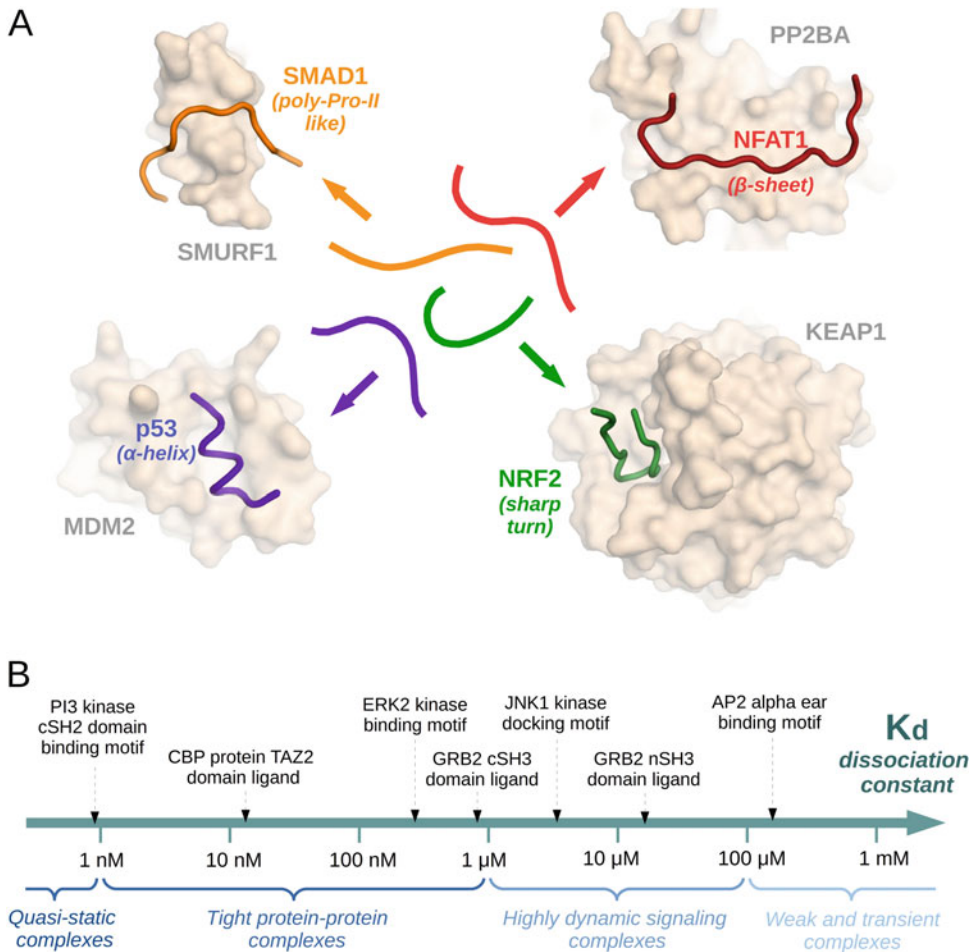 A
SMAD1
(poly-Pro-II
like)
SMURF1
PP2BA
NFAT1
(β-sheet)
p53
(α-helix)
MDM2
KEAP1
NRF2
(sharp
turn)
B
PI3 kinase
cSH2 domain
binding motif
CBP protein TAZ2
domain ligand
ERK2 kinase
binding motif
GRB2 cSH3
domain ligand
JNK1 kinase
docking motif
GRB2 nSH3
domain ligand
AP2 alpha ear
binding motif
Kd
dissociation
constant
1 nM
10 nM
100 nM
1 μM
10 μM
100 μM
1 mM
Quasi-static
complexes
Tight protein-protein
complexes
Highly dynamic signaling
complexes
Weak and transient
complexes